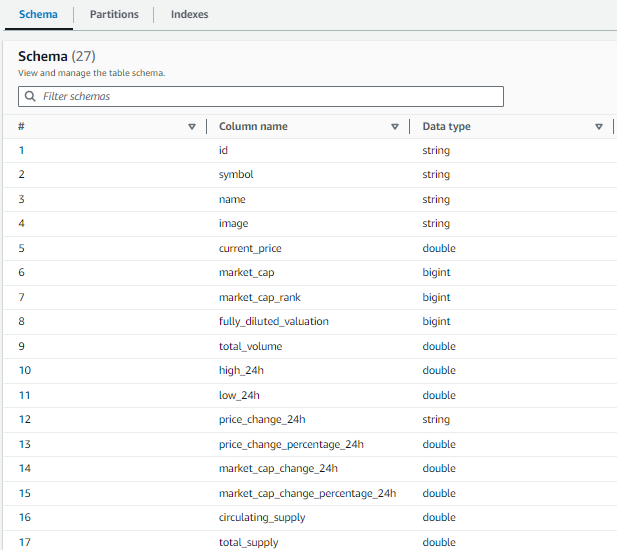 Schema Partitions Indexes
Schema (27)
View and manage the table schema.
Filter schemas
# Column name Data type
1 id string
2 symbol string
3 name string
4 image string
5 current_price double
6 market_cap bigint
7 market_cap_rank bigint
8 fully_diluted_valuation bigint
9 total_volume double
10 high_24h double
11 low_24h double
12 price_change_24h string
13 price_change_percentage_24h double
14 market_cap_change_24h double
15 market_cap_change_percentage_24h double
16 circulating_supply double
17 total_supply double